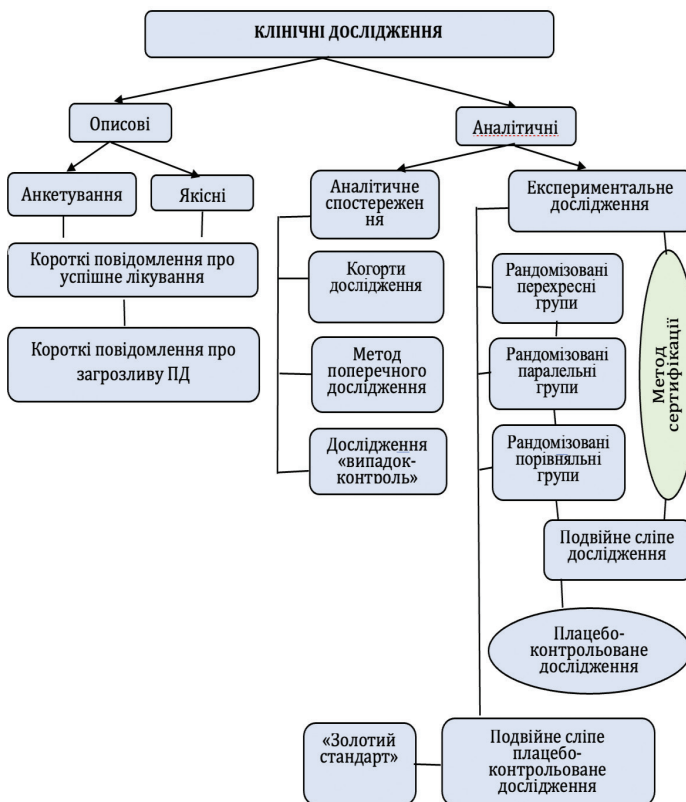 КЛІНІЧНІ ДОСЛІДЖЕННЯ
Описові
Аналітичні
Анкетування
Якісні
Аналітичне
спостережен
ня
Експериментальне
дослідження
Короткі повідомлення про
успішне лікування
Когорти
дослідження
Рандомізовані
перехресні
групи
Метод
сертифікації
Короткі повідомлення про
загрозливу ПД
Метод
поперечного
дослідження
Рандомізовані
паралельні
групи
Дослідження
«випадок-
контроль»
Рандомізовані
порівняльні
групи
Подвійне сліпе
дослідження
Плацебо-
контрольоване
дослідження
«Золотий
стандарт»
Подвійне сліпе
плацебо-
контрольоване
дослідження